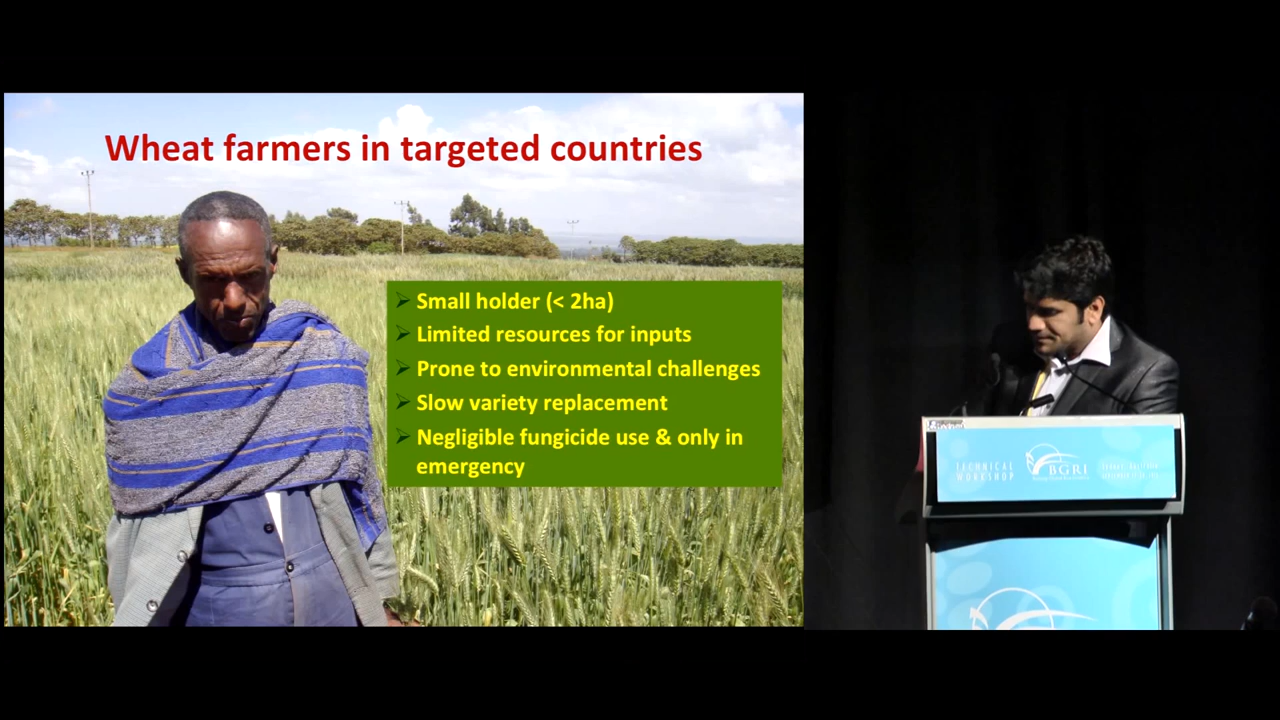 Wheat farmers in targeted countries
Small holder (< 2ha)
Limited resources for inputs
Prone to environmental challenges
Slow variety replacement
Negligible fungicide use & only in
emergency
TECHNICAL
WORKSHOP
BGRI